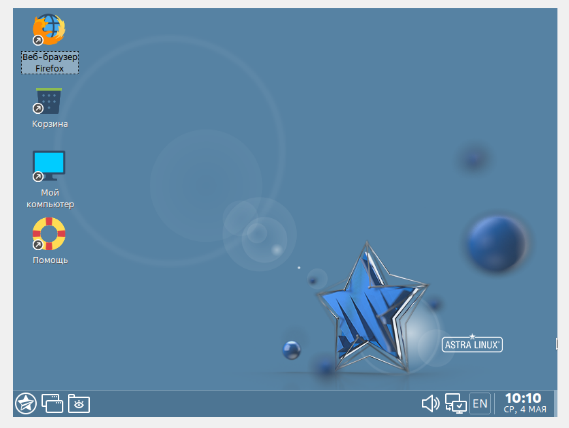 Веб-браузер
Firefox
Корзина
Мой
компьютер
Помощь
ASTRA LINUX
EN
10:10
СР, 4 МАЯ